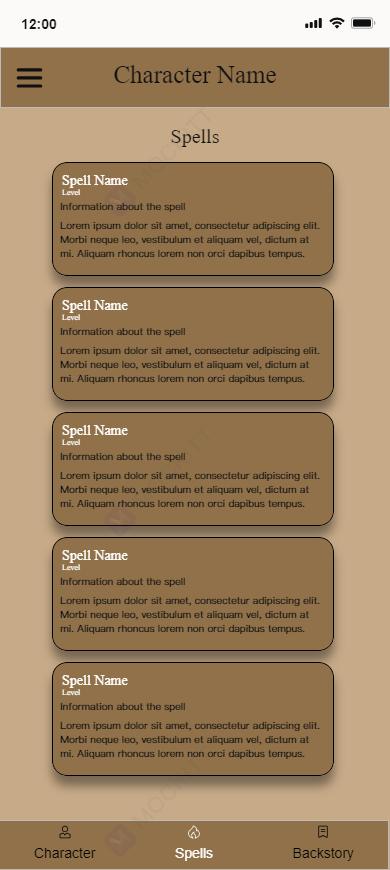 12:00
Character Name
Spells
Spell Name
Level
Information about the spell
Lorem ipsum dolor sit amet, consectetur adipiscing elit.
Morbi neque leo, vestibulum et aliquam vel, dictum at
mi. Aliquam rhoncus lorem non orci dapibus tempus.
Spell Name
Level
Information about the spell
Lorem ipsum dolor sit amet, consectetur adipiscing elit.
Morbi neque leo, vestibulum et aliquam vel, dictum at
mi. Aliquam rhoncus lorem non orci dapibus tempus.
Spell Name
Level
Information about the spell
Lorem ipsum dolor sit amet, consectetur adipiscing elit.
Morbi neque leo, vestibulum et aliquam vel, dictum at
mi. Aliquam rhoncus lorem non orci dapibus tempus.
Spell Name
Level
Information about the spell
Lorem ipsum dolor sit amet, consectetur adipiscing elit.
Morbi neque leo, vestibulum et aliquam vel, dictum at
mi. Aliquam rhoncus lorem non orci dapibus tempus.
Spell Name
Level
Information about the spell
Lorem ipsum dolor sit amet, consectetur adipiscing elit.
Morbi neque leo, vestibulum et aliquam vel, dictum at
mi. Aliquam rhoncus lorem non orci dapibus tempus.
Character
Spells
Backstory